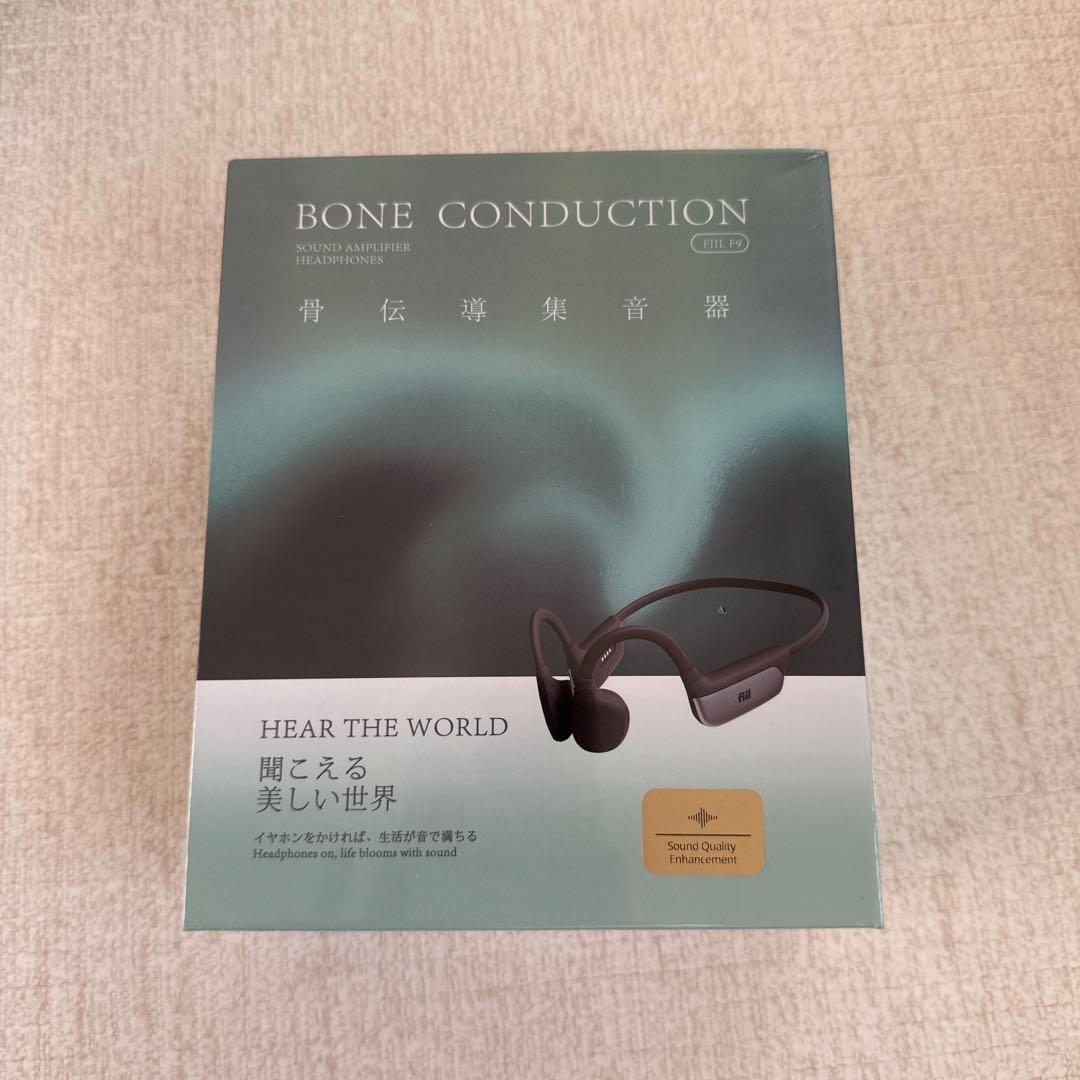 BONE CONDUCTION
SOUND AMPLIFIER
HEADPHONES
FIIL F9
骨伝導集音器
fiil
HEAR THE WORLD
聞こえる
美しい世界
イヤホンをかければ、生活が音で満ちる
Headphones on, life blooms with sound
Sound Quality
Enhancement